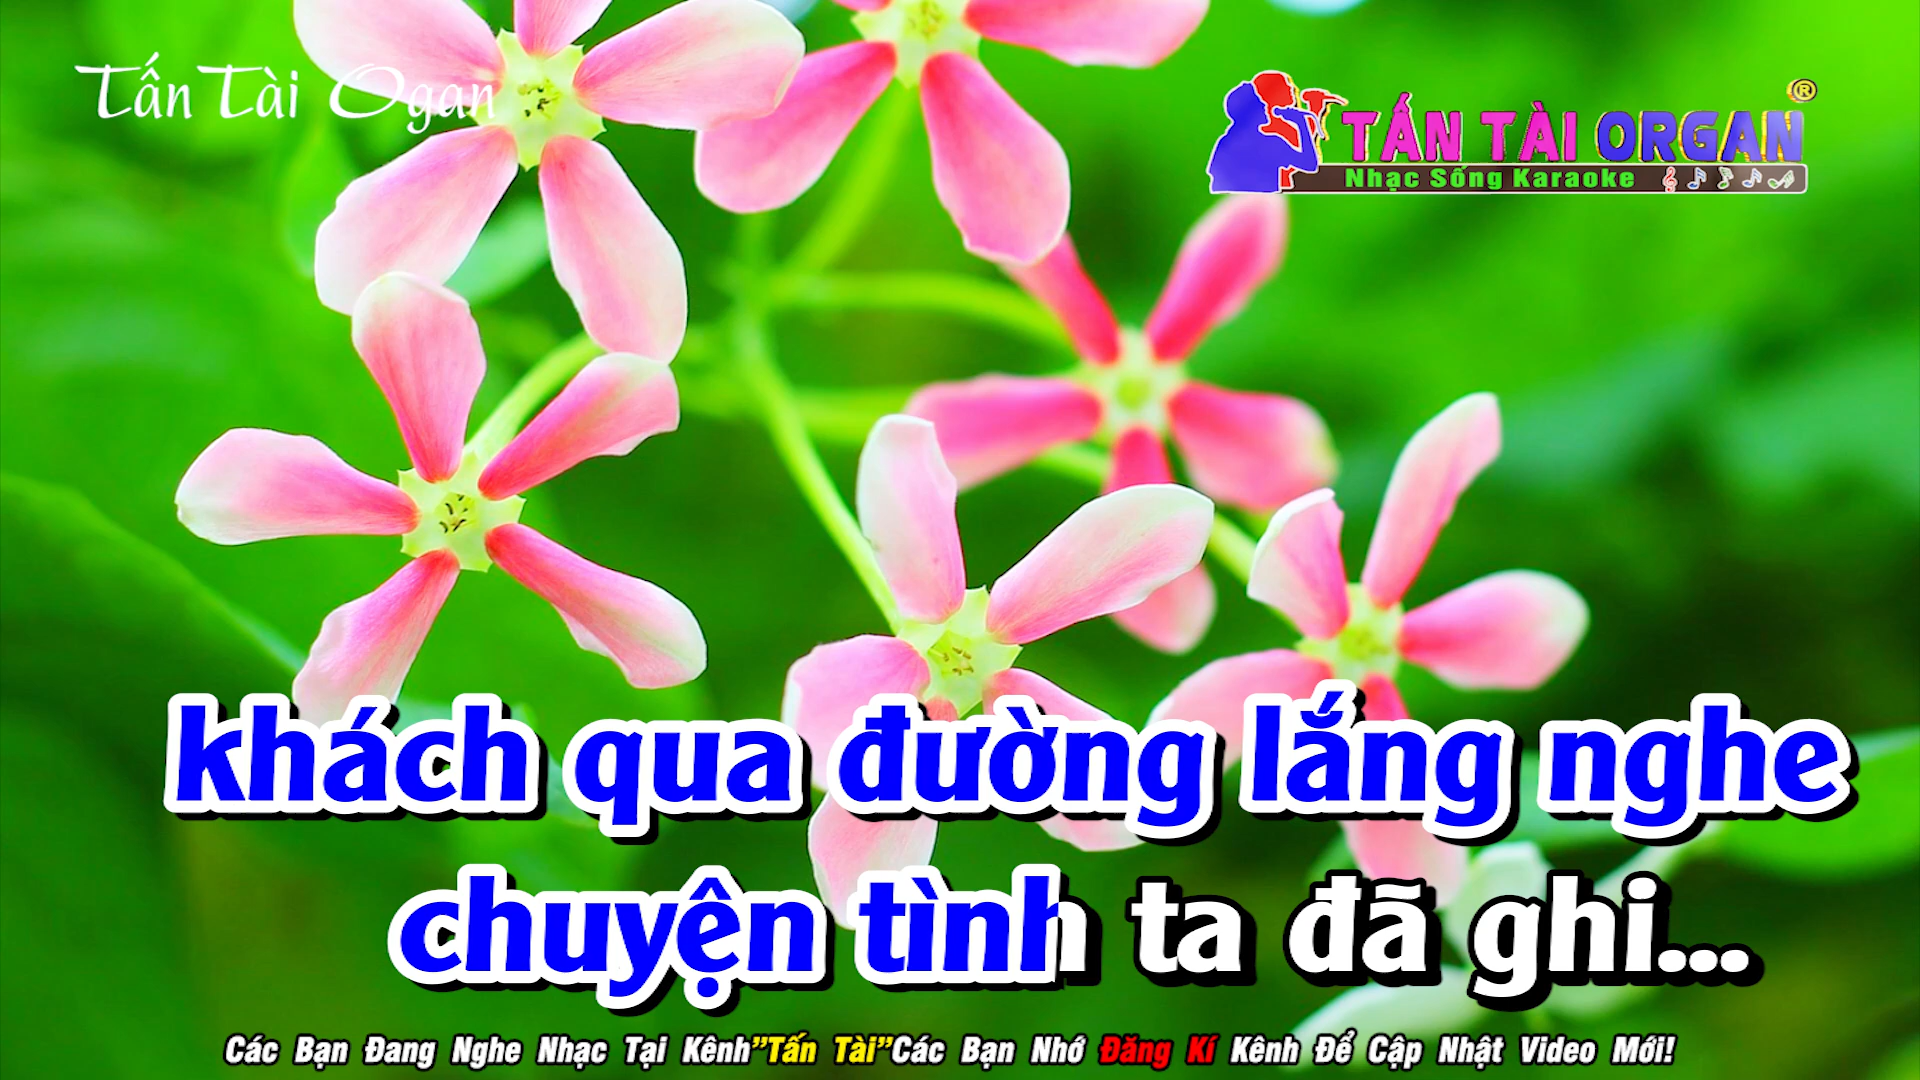 Tấn Tài Ogan
TẤN TÀI ORGAN ®
Nhạc Sống Karaoke
khách qua đường lắng nghe
chuyện tình ta đã ghi...
Các Bạn Đang Nghe Nhạc Tại Kênh"Tấn Tài"Các Bạn Nhớ Đăng Kí Kênh Để Cập Nhật Video Mới!